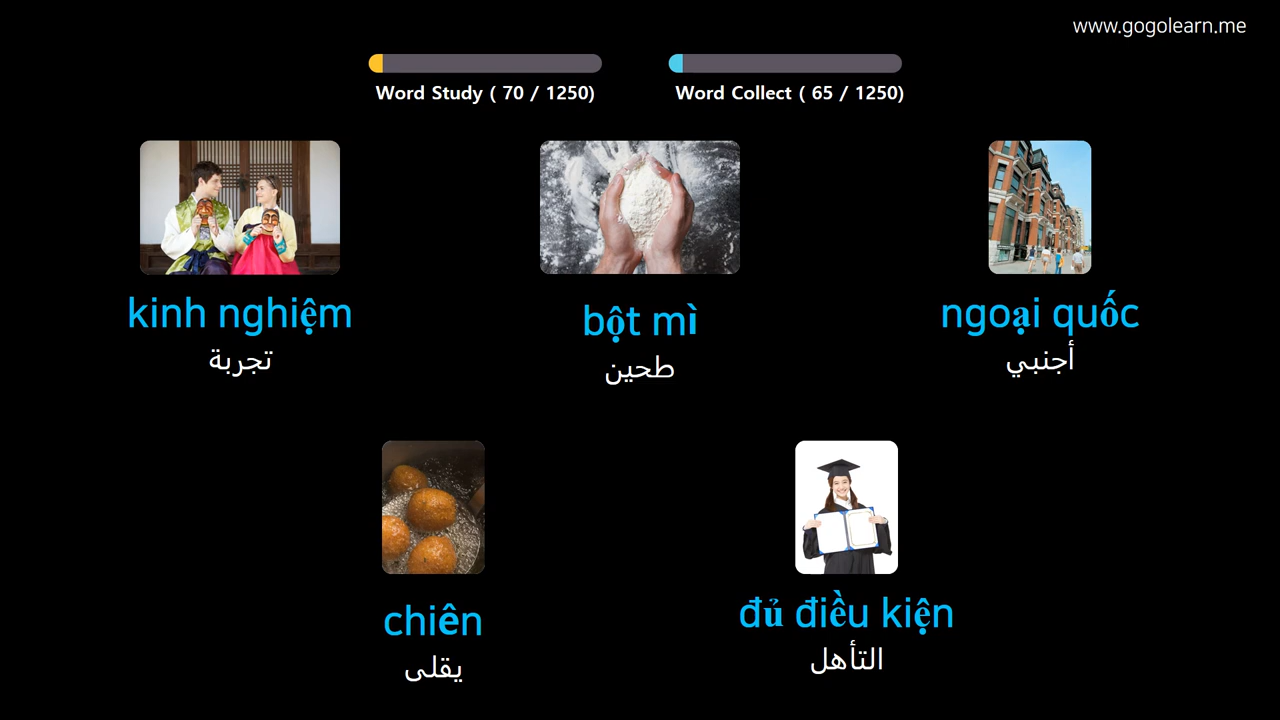 www.gogolearn.me
Word Study ( 70 / 1250)
Word Collect ( 65 / 1250)
kinh nghiệm
تجربة
bột mì
طحين
ngoại quốc
أجنبي
chiên
يقلى
đủ điều kiện
التأهل